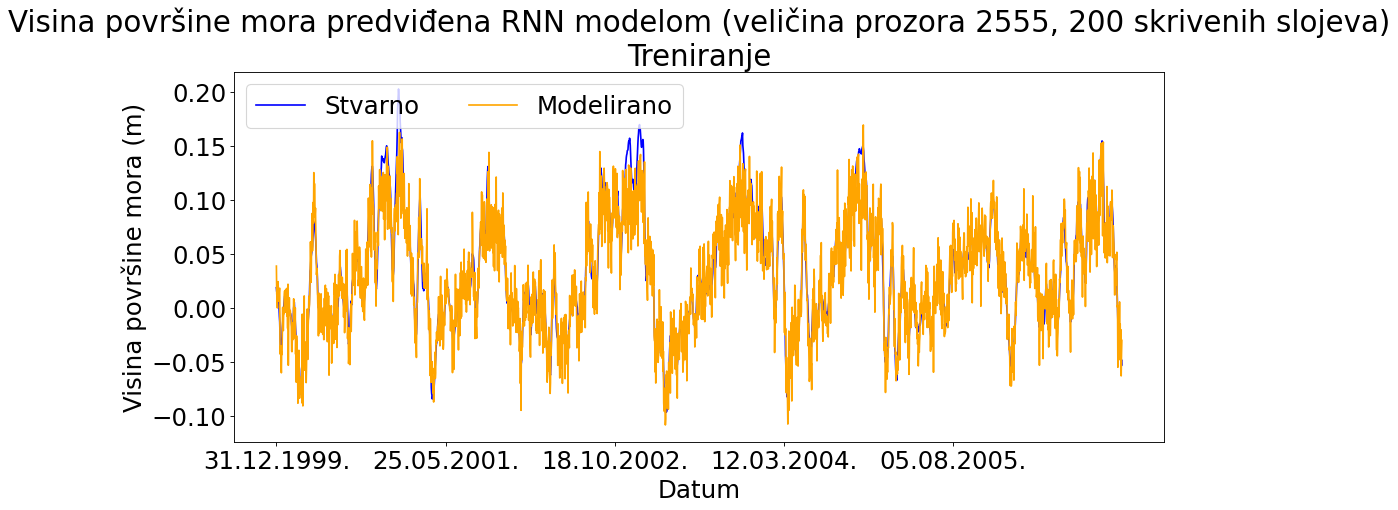 Visina površine mora predviđena RNN modelom (veličina prozora 2555, 200 skrivenih slojeva)
Treniranje
Stvarno Modelirano
Visina površine mora (m)
0.20
0.15
0.10
0.05
0.00
−0.05
−0.10
31.12.1999. 25.05.2001. 18.10.2002. 12.03.2004. 05.08.2005.
Datum